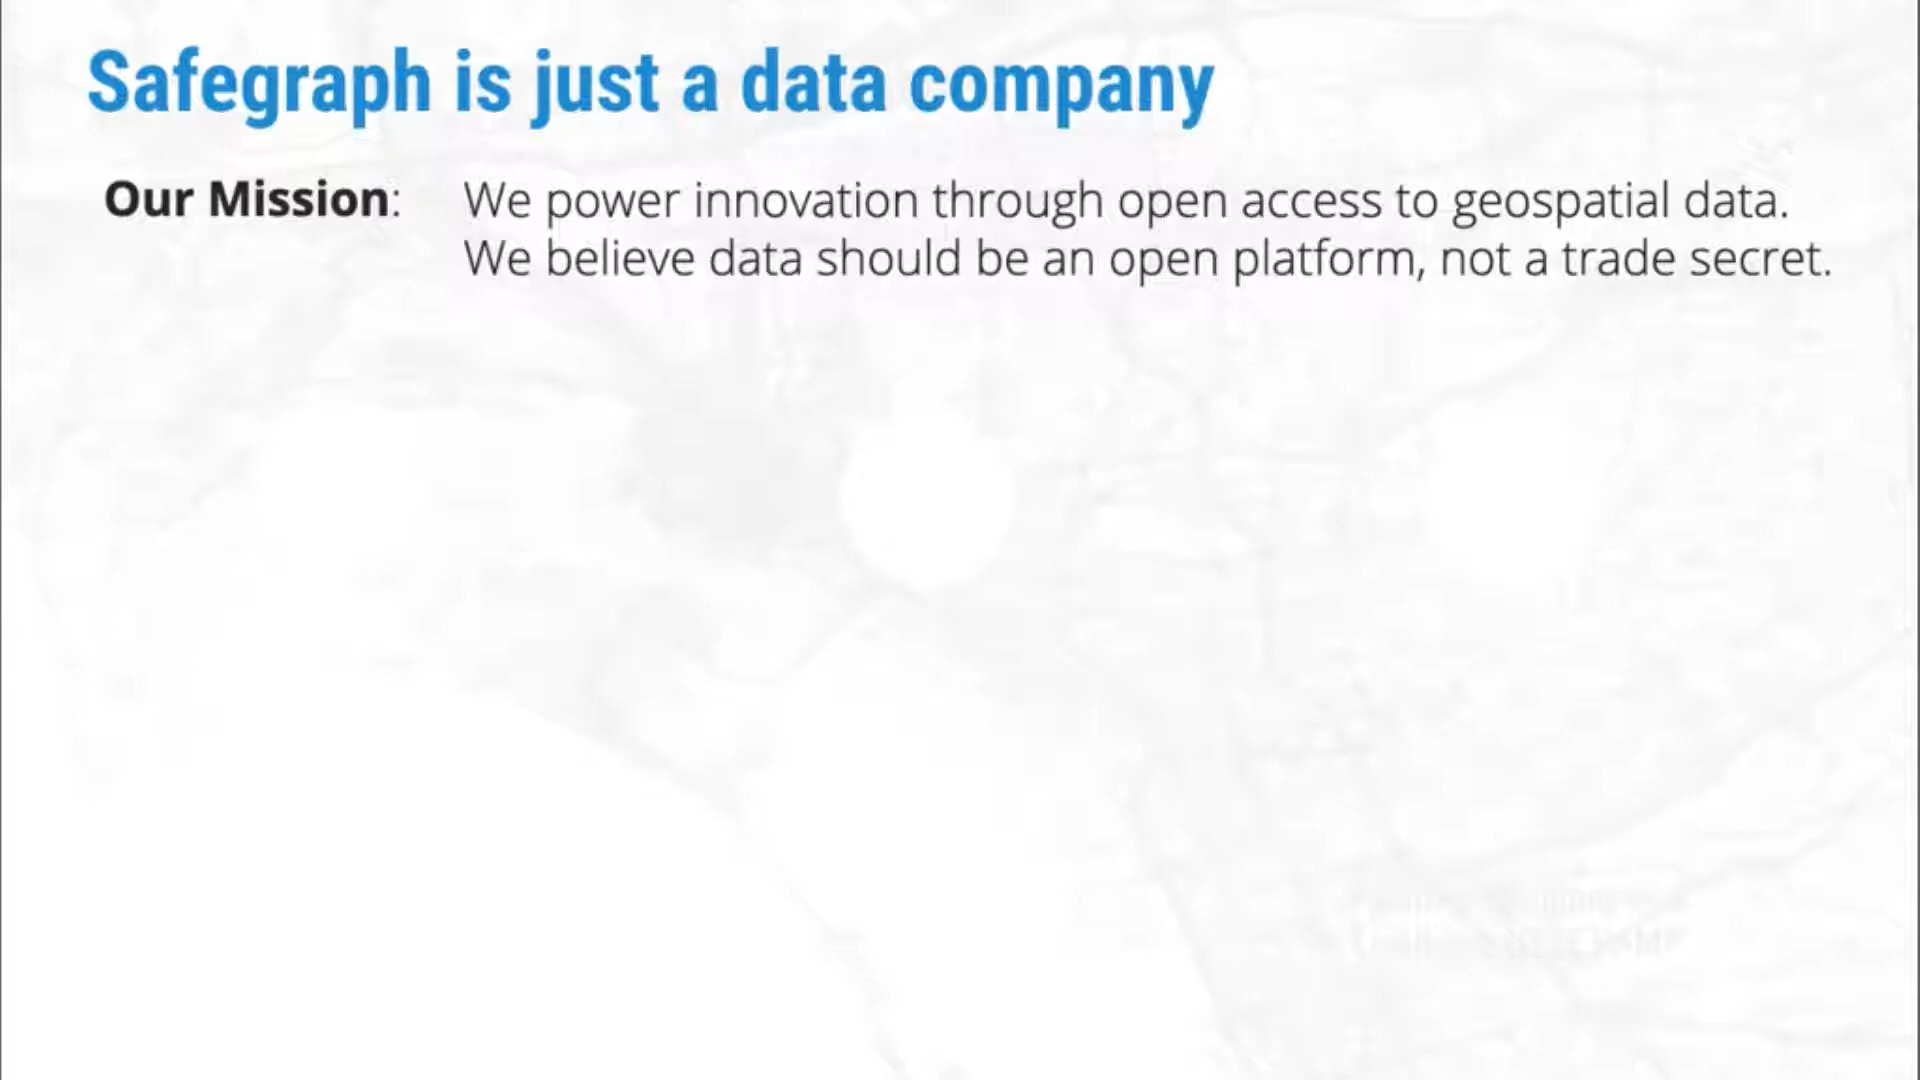 Safegraph is just a data company
Our Mission: We power innovation through open access to geospatial data.
We believe data should be an open platform, not a trade secret.